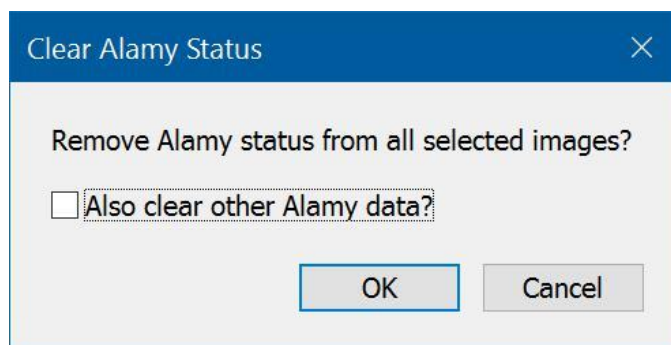 Clear Alamy Status
Remove Alamy status from all selected images?
Also clear other Alamy data?
OK
Cancel